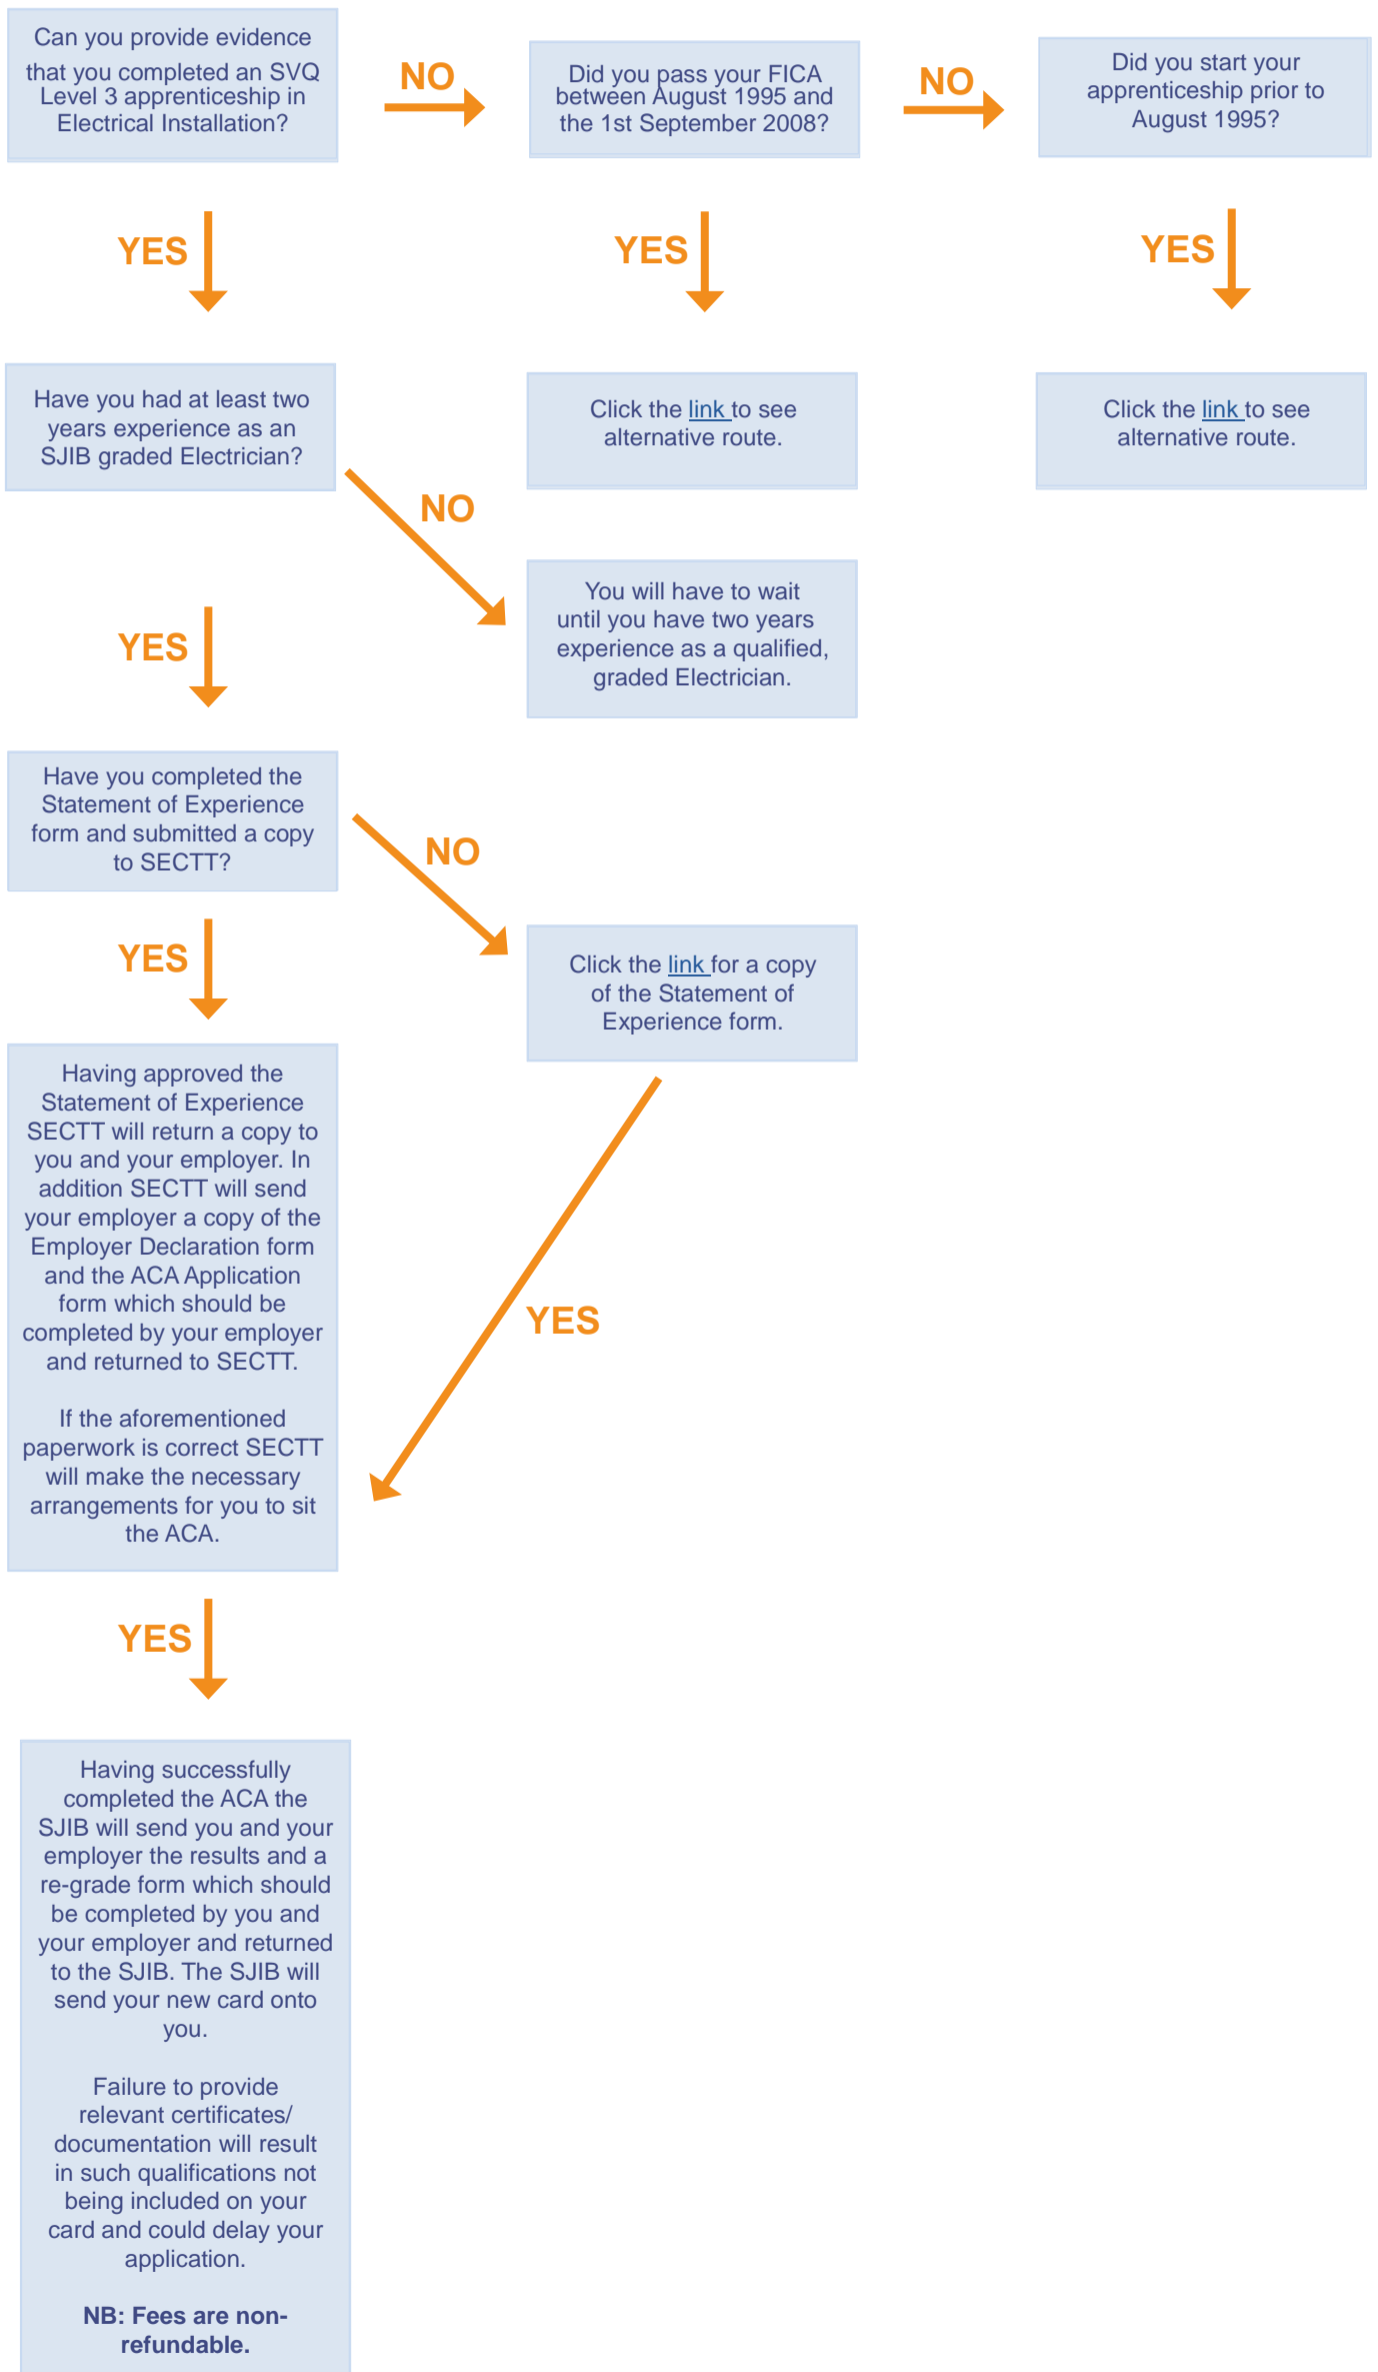 Can you provide evidence
that you completed an SVQ
Level 3 apprenticeship in
Electrical Installation?
NO
Did you pass your FICA
between August 1995 and
the 1st September 2008?
NO
Did you start your
apprenticeship prior to
August 1995?
YES
YES
YES
Have you had at least two
years experience as an
SJIB graded Electrician?
Click the link to see
alternative route.
Click the link to see
alternative route.
NO
You will have to wait
until you have two years
experience as a qualified,
graded Electrician.
YES
Have you completed the
Statement of Experience
form and submitted a copy
to SECTT?
NO
YES
Click the link for a copy
of the Statement of
Experience form.
Having approved the
Statement of Experience
SECTT will return a copy to
you and your employer. In
addition SECTT will send
your employer a copy of the
Employer Declaration form
and the ACA Application
form which should be
completed by your employer
and returned to SECTT.
If the aforementioned
paperwork is correct SECTT
will make the necessary
arrangements for you to sit
the ACA.
YES
YES
Having successfully
completed the ACA the
SJIB will send you and your
employer the results and a
re-grade form which should
be completed by you and
your employer and returned
to the SJIB. The SJIB will
send your new card onto
you.
Failure to provide
relevant certificates/
documentation will result
in such qualifications not
being included on your
card and could delay your
application.
NB: Fees are non-
refundable.